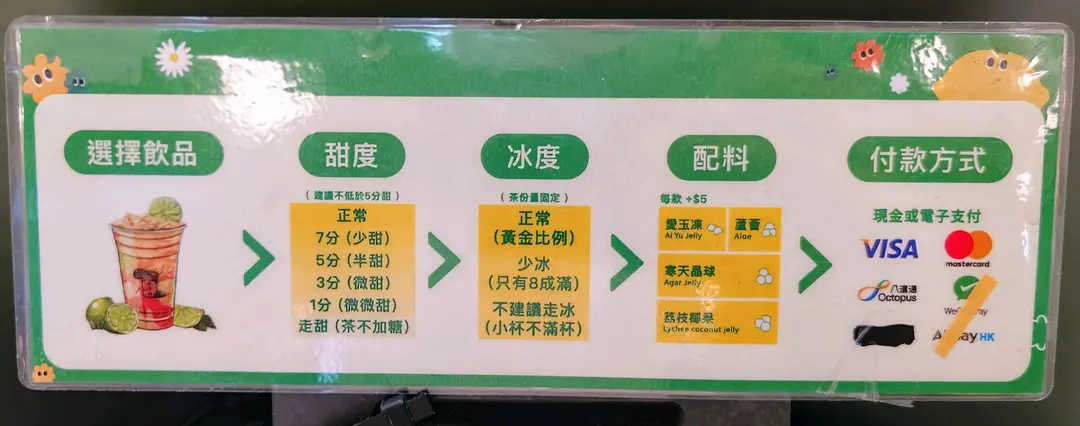 選擇飲品
甜度
(建議不低於5分甜)
正常
7分 (少甜)
5分 (半甜)
3分 (微甜)
1分 (微微甜)
走甜 (茶不加糖)
冰度
(茶份量固定)
正常
(黃金比例)
少冰
(只有8成滿)
不建議走冰
(小杯不滿杯)
配料
每款 +$5
愛玉凍
Ai Yu Jelly
蘆薈
Aloe
寒天晶球
Agar Jelly
荔枝椰果
Lychee coconut jelly
付款方式
現金或電子支付
VISA
mastercard
八達通
Octopus
HK